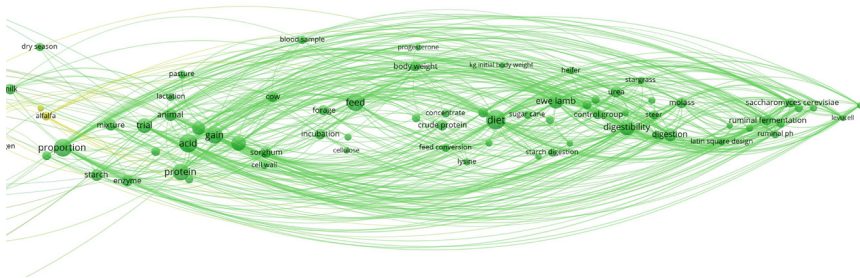 blood sample
dry season
progesterone
body weight
kg initial body weight
heifer
pasture
stargrass
milk
urea
lactation
cow
feed
ewe lamb
molass
saccharomyces cerevisiae
alfalfa
forage
animal
concentrate
sugar cane
control group
steer
levucell
mixture
trial
crude protein
diet
digestibility
ruminal fermentation
gain
incubation
digestion
ruminal ph
gen
proportion
acid
feed conversion
latin square design
cellulose
sorghum
starch digestion
cell wall
lysine
starch
protein
enzyme